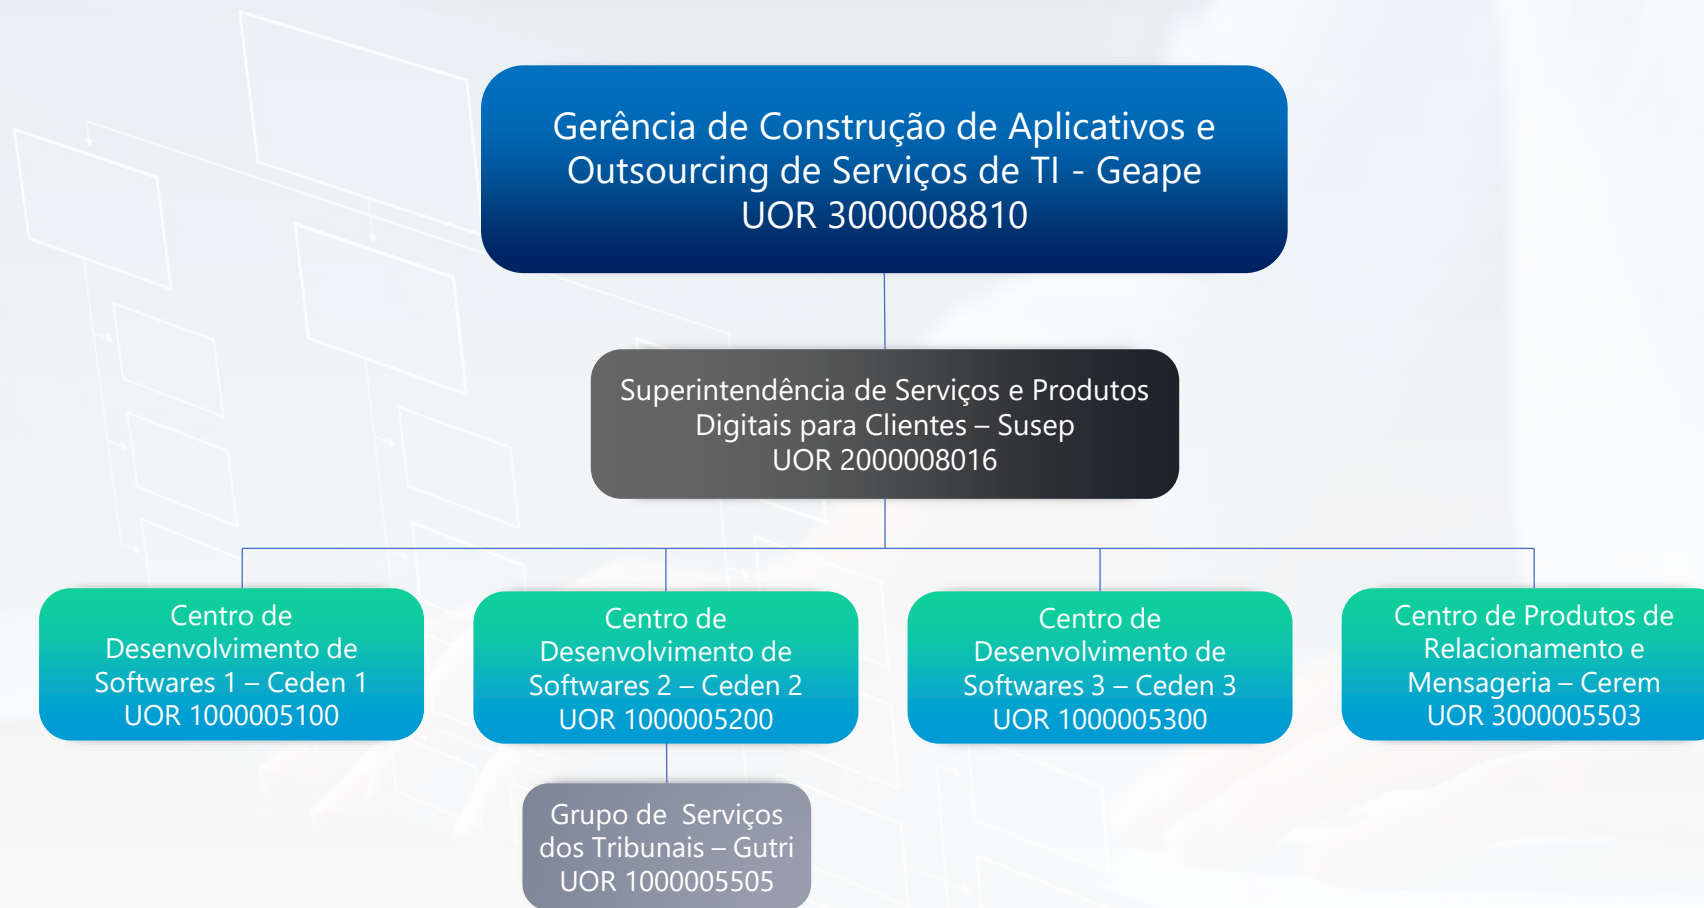 Gerência de Construção de Aplicativos e
Outsourcing de Serviços de TI - Geape
UOR 3000008810
Superintendência de Serviços e Produtos
Digitais para Clientes – Susep
UOR 2000008016
Centro de
Desenvolvimento de
Softwares 1 – Ceden 1
UOR 1000005100
Centro de
Desenvolvimento de
Softwares 2 – Ceden 2
UOR 1000005200
Centro de
Desenvolvimento de
Softwares 3 – Ceden 3
UOR 1000005300
Centro de Produtos de
Relacionamento e
Mensageria – Cerem
UOR 3000005503
Grupo de  Serviços
dos Tribunais – Gutri
UOR 1000005505